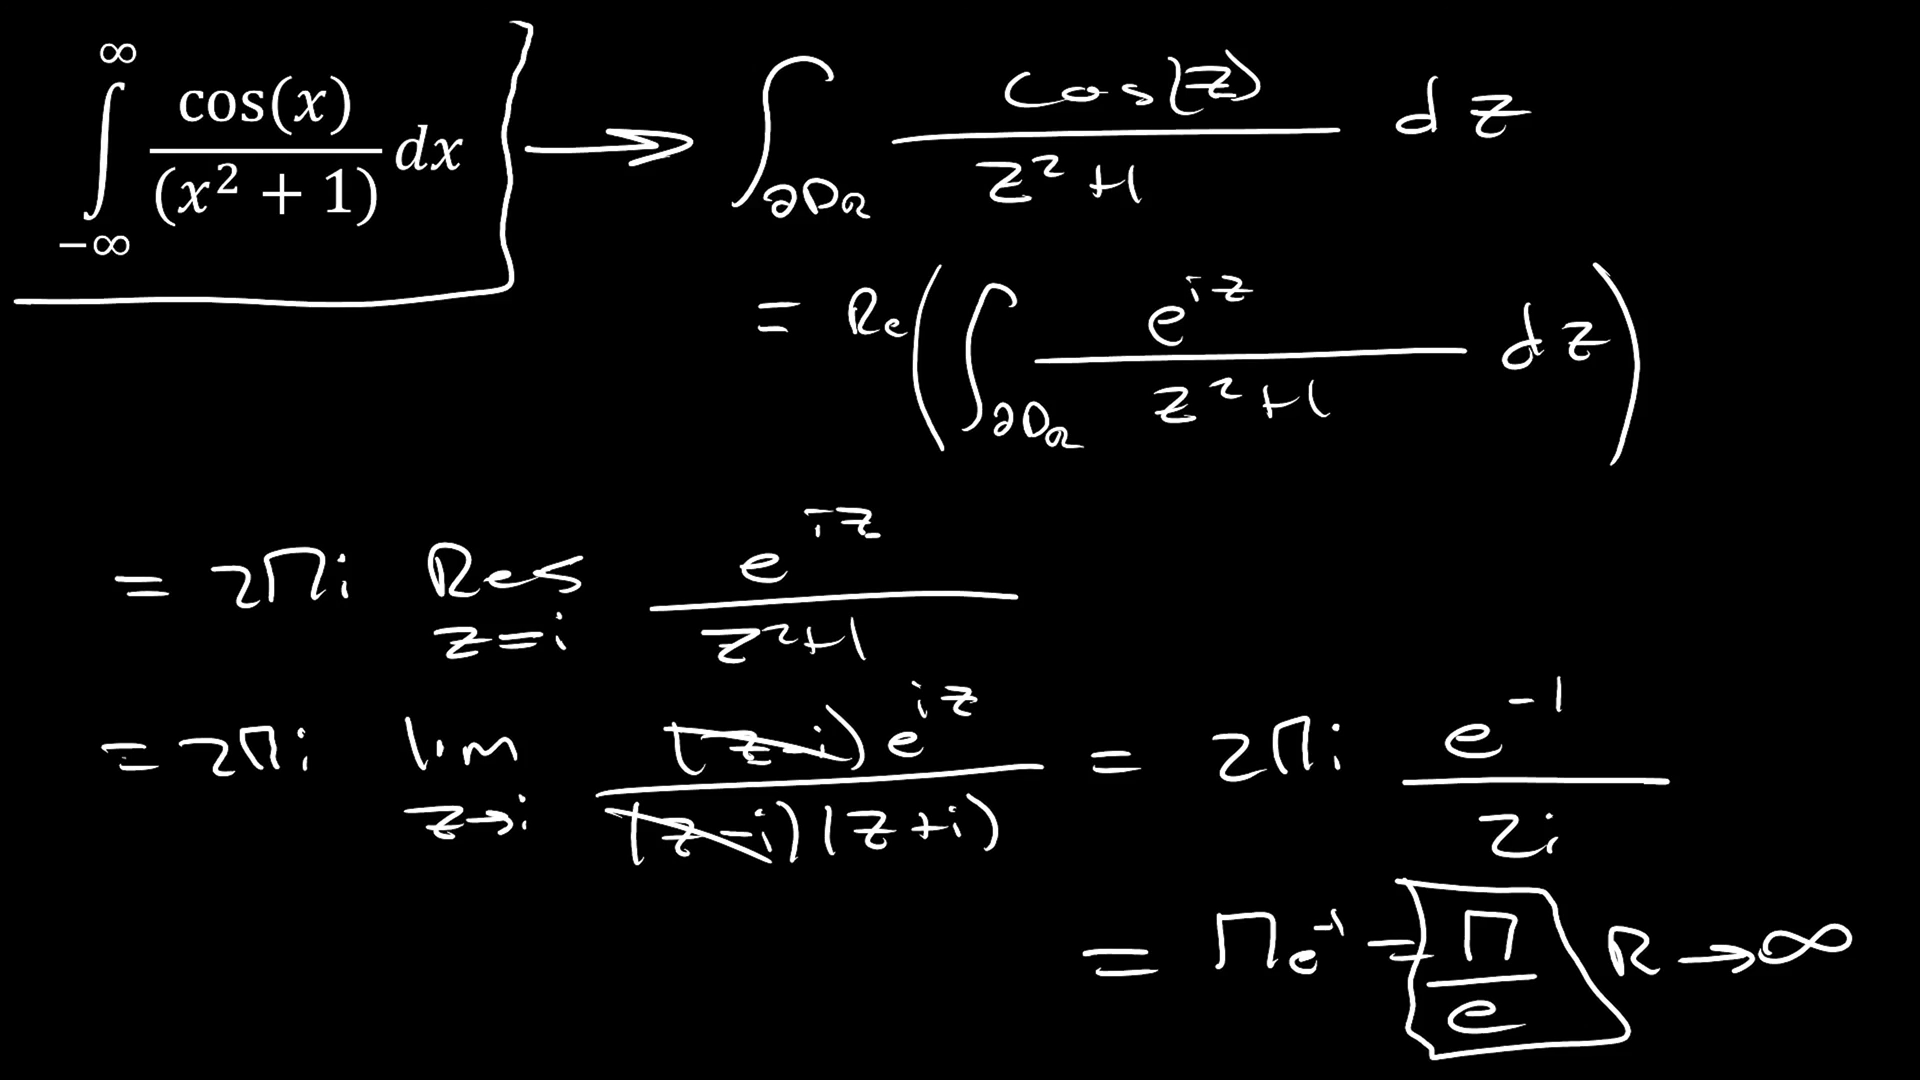 ∫_{-∞}^{∞} cos(x)/(x² + 1) dx → ∫_{∂D_R} cos(z)/(z²+1) dz
= Re(∫_{∂D_R} e^{iz}/(z²+1) dz)
= 2πi Res_{z=i} e^{iz}/(z²+1)
= 2πi lim_{z→i} (z-i)e^{iz}/((z-i)(z+i)) = 2πi e^{-1}/(2i)
= πe^{-1} = π/e R → ∞